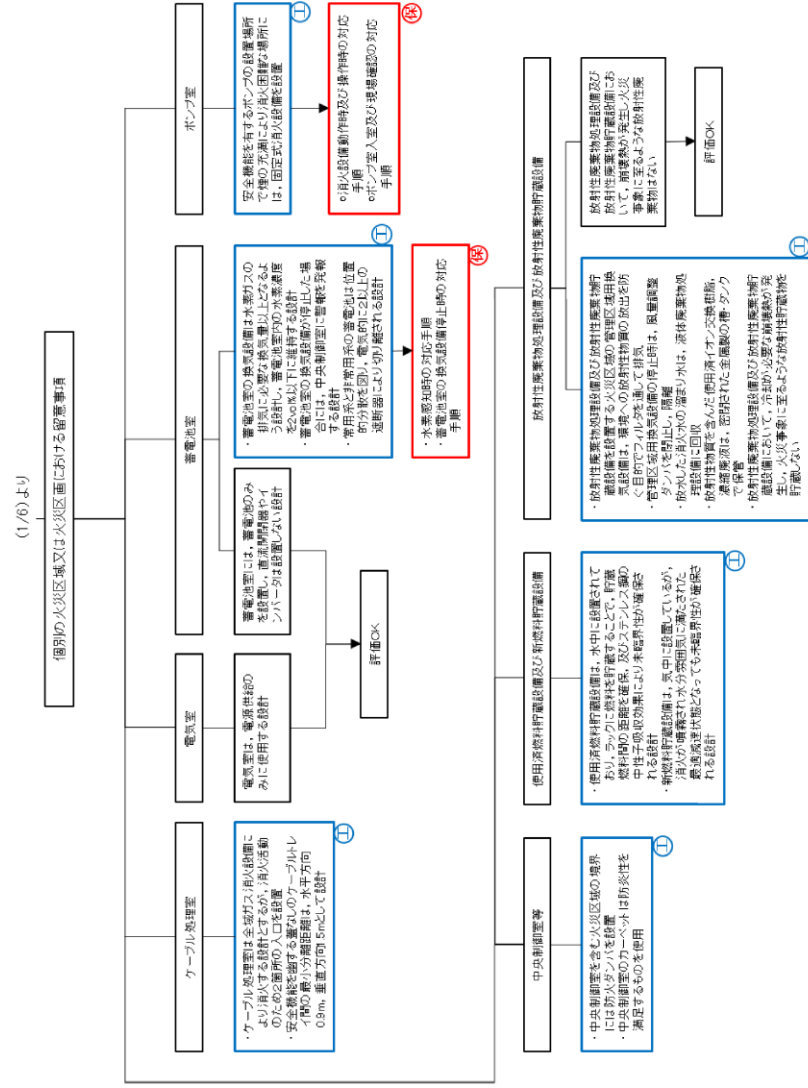 (1/6)より
個別の火災区域又は火災区画における留意事項
ケーブル処理室
・ケーブル処理室は全域ガス消火設備に
より消火する設計とするが，消火活動
のため2箇所の入口を設置
・安全機能を有する蓋なしのケーブルトレ
イ間の最小分離距離は，水平方向
0.9m，垂直方向1.5mとして設計
工
電気室
電気室は，電源供給の
みに使用する設計
蓄電池室
蓄電池室には，蓄電池のみ
を設置し，直流開閉器やイ
ンバータは設置しない設計
評価OK
・蓄電池室の換気設備は水素ガスの
排気に必要な換気量以上となるよ
う設計し，蓄電池室内の水素濃度
を2vol%以下に維持する設計
・蓄電池室の換気設備が停止した場
合には，中央制御室に警報を発報
する設計
・常用系と非常用系の蓄電池は位置
的分散を図り，電気的に2以上の
遮断器により切り離される設計
工
・水素感知時の対応手順
・蓄電池室の換気設備停止時の対応
手順
保
ポンプ室
安全機能を有するポンプの設置場所
で煙の充満により消火困難な場所に
は，固定式消火設備を設置
工
○消火設備動作時及び操作時の対応
手順
○ポンプ室入室及び現場確認の対応
手順
保
中央制御室等
・中央制御室を含む火災区域の境界
には防火ダンパを設置
・中央制御室のカーペットは防炎性を
満足するものを使用
工
使用済燃料貯蔵設備及び新燃料貯蔵設備
・使用済燃料貯蔵設備は，水中に設置されて
おり，ラックに燃料を貯蔵することで，貯蔵
燃料間の距離を確保，及びステンレス鋼の
中性子吸収効果により未臨界性が確保さ
れる設計
・新燃料貯蔵設備は，気中に設置しているが，
消火水が噴霧され水分雰囲気に満たされた
最適減速状態となっても未臨界性が確保さ
れる設計
工
放射性廃棄物処理設備及び放射性廃棄物貯蔵設備
・放射性廃棄物処理設備及び放射性廃棄物貯
蔵設備を設置する火災区域の管理区域用換
気設備は，環境への放射性物質の放出を防
ぐ目的でフィルタを通して排気
・管理区域用換気設備の停止時は，風量調整
ダンパを閉止し，隔離
・放水した消火水の溜まり水は，液体廃棄物処
理設備に回収
・放射性物質を含んだ使用済イオン交換樹脂，
濃縮廃液は，密閉された金属製の槽・タンク
で保管
・放射性廃棄物処理設備及び放射性廃棄物貯
蔵設備において，冷却が必要な崩壊熱が発
生し，火災事象に至るような放射性貯蔵物を
貯蔵しない
工
放射性廃棄物処理設備及び
放射性廃棄物貯蔵設備にお
いて，崩壊熱が発生し火災
事象に至るような放射性廃
棄物はない
評価OK